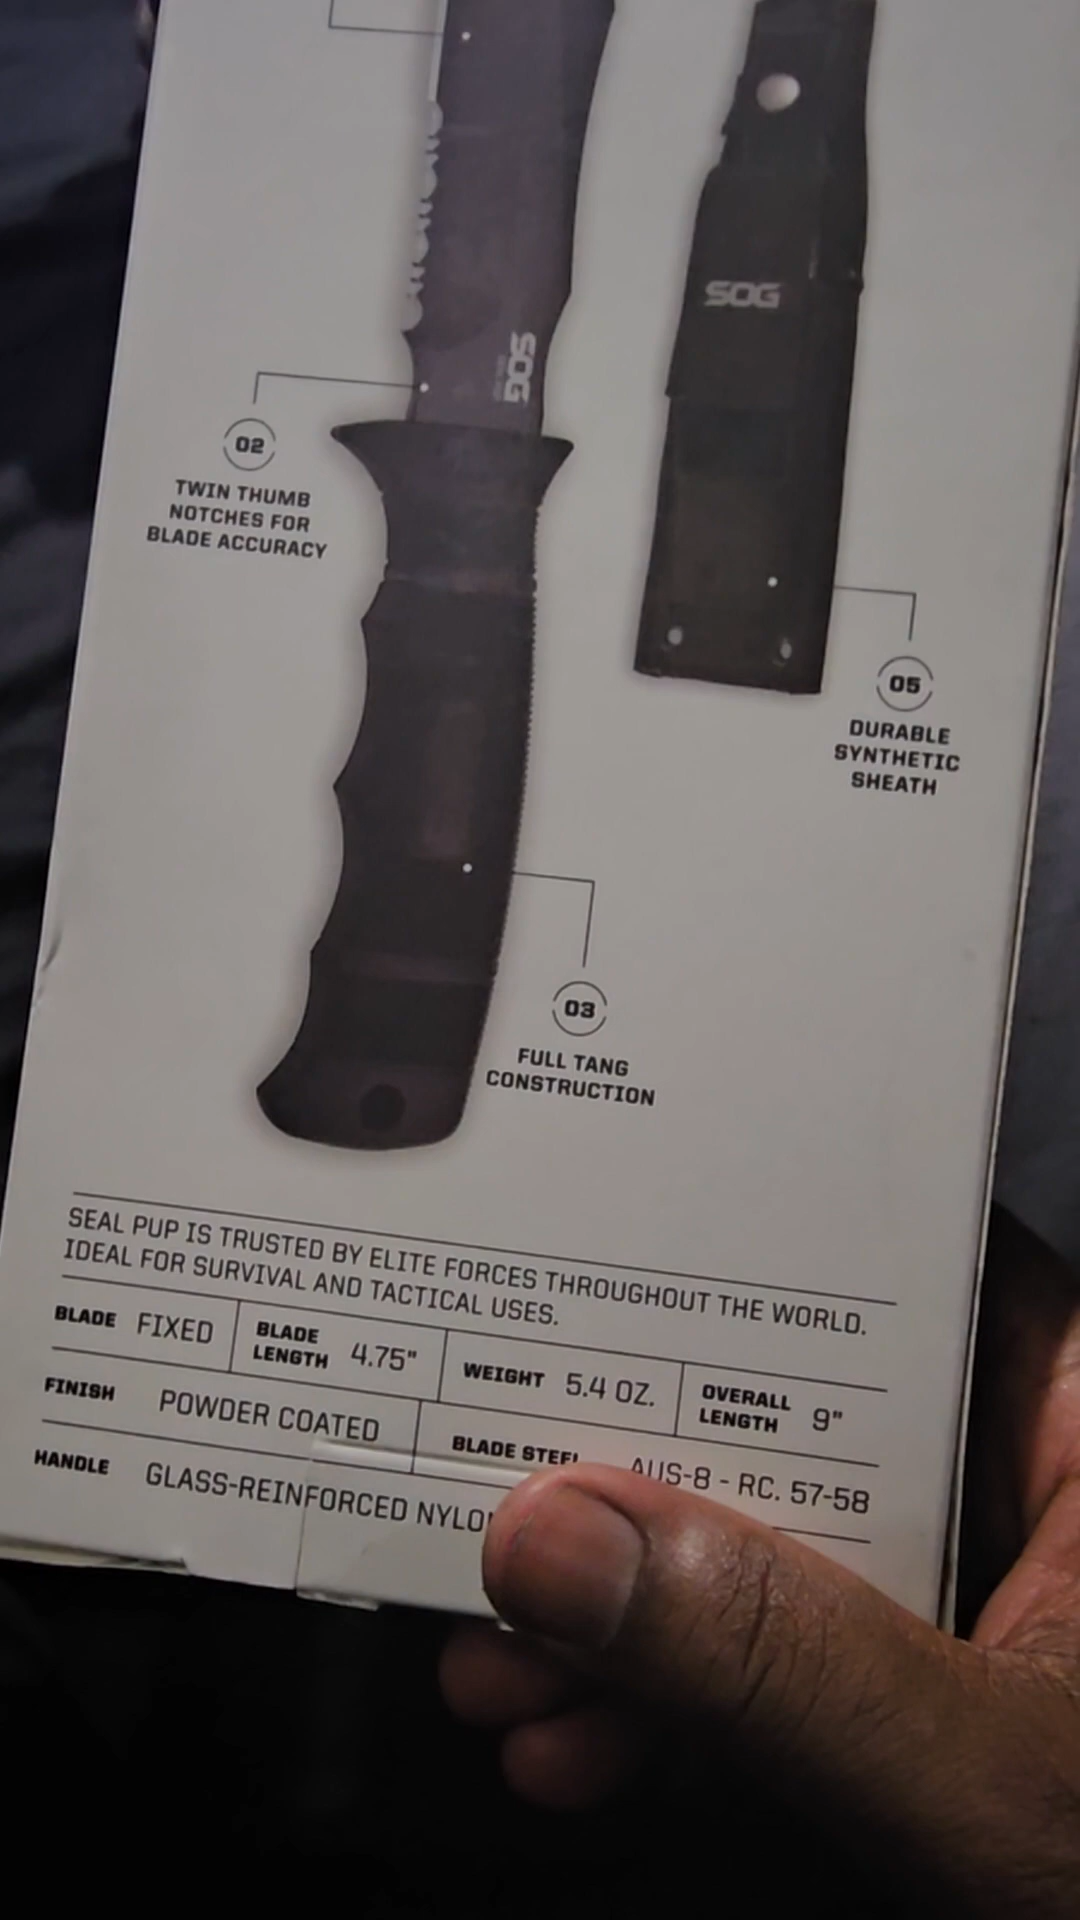 SOG
SOG
02
TWIN THUMB
NOTCHES FOR
BLADE ACCURACY
05
DURABLE
SYNTHETIC
SHEATH
03
FULL TANG
CONSTRUCTION
SEAL PUP IS TRUSTED BY ELITE FORCES THROUGHOUT THE WORLD.
IDEAL FOR SURVIVAL AND TACTICAL USES.
BLADE FIXED
BLADE
LENGTH 4.75"
WEIGHT 5.4 OZ.
OVERALL
LENGTH 9"
FINISH POWDER COATED
BLADE STEEL AUS-8 - RC. 57-58
HANDLE GLASS-REINFORCED NYLO